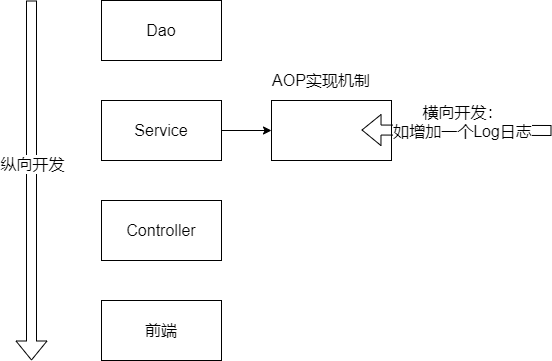 Dao
AOP实现机制
Service
横向开发:
如增加一个Log日志
纵向开发
Controller
前端